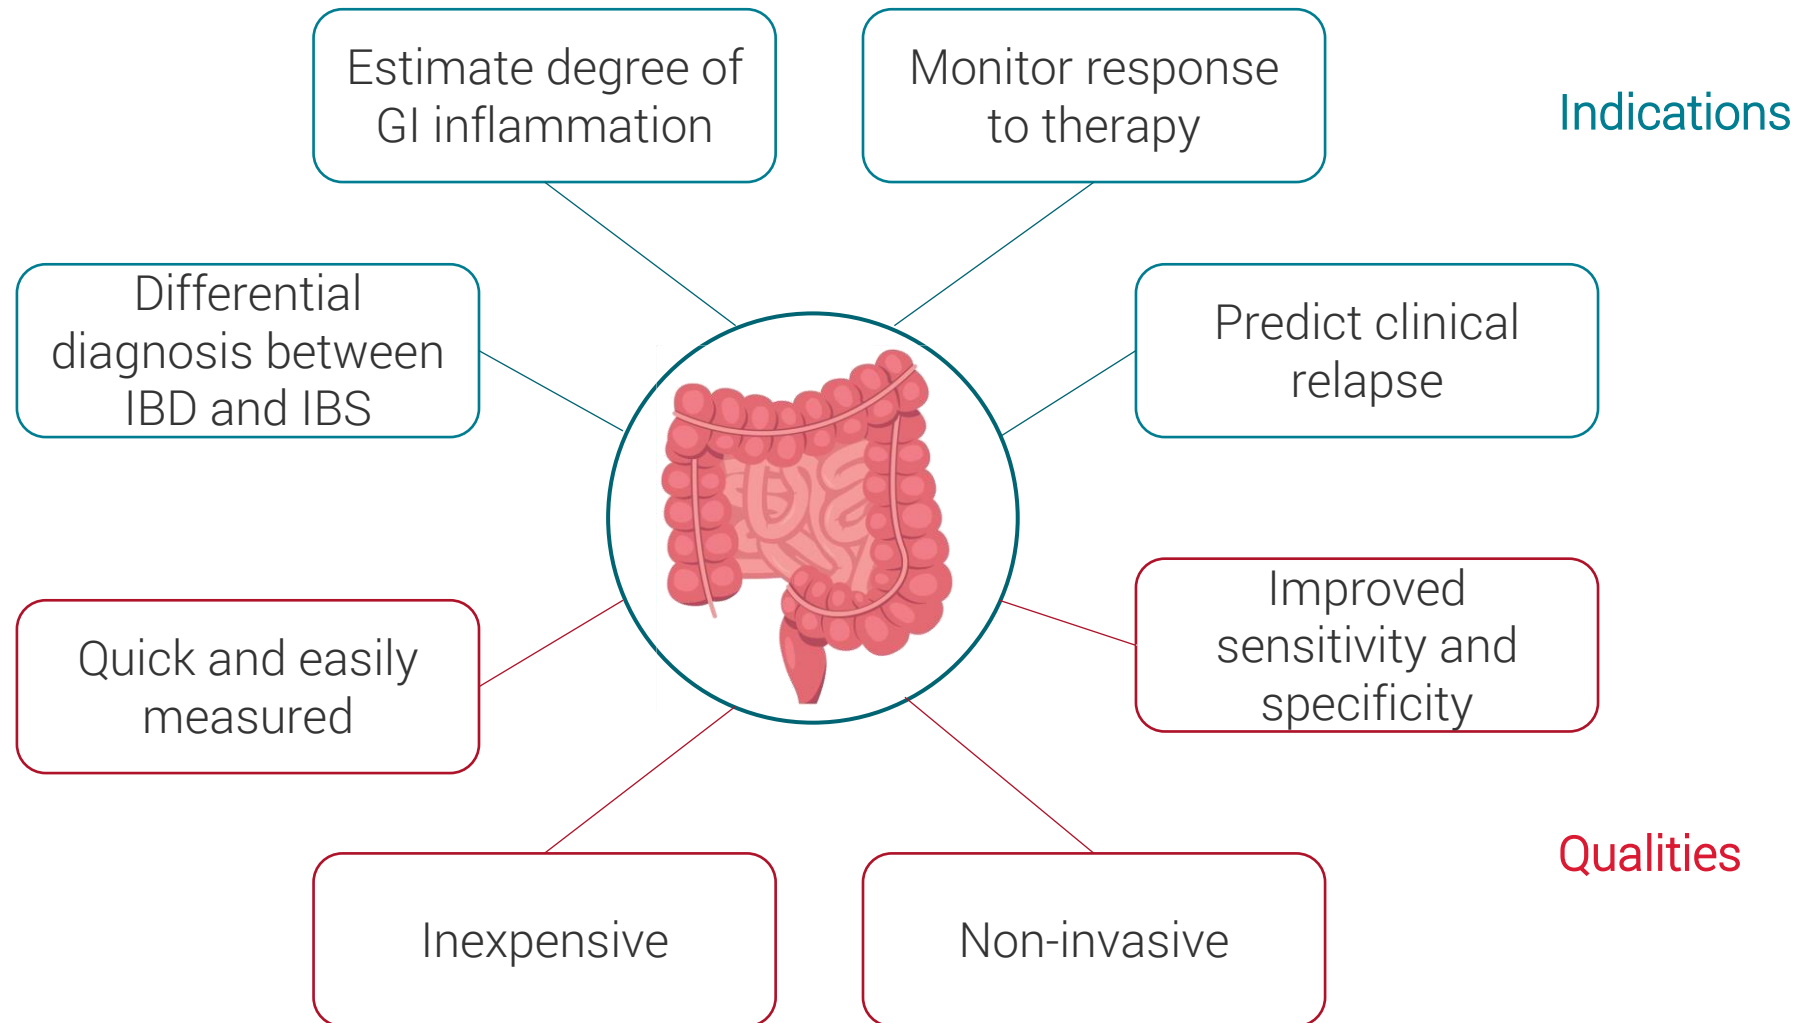 Estimate degree of
GI inflammation
Monitor response
to therapy
Indications
Differential
diagnosis between
IBD and IBS
Predict clinical
relapse
Quick and easily
measured
Improved
sensitivity and
specificity
Qualities
Inexpensive
Non-invasive